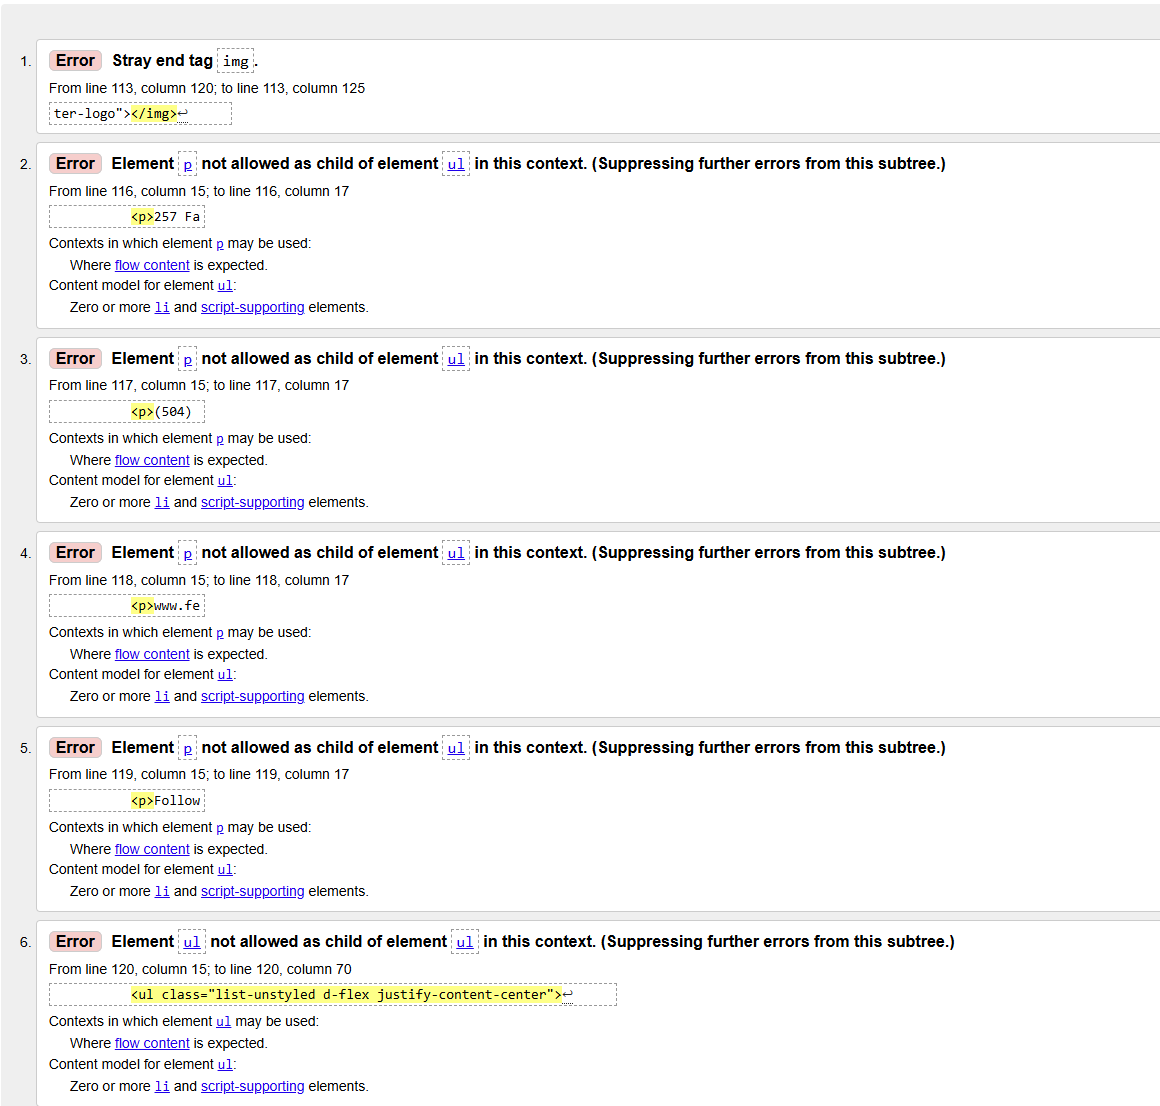 1. Error Stray end tag img.
From line 113, column 120; to line 113, column 125
ter-logo"></img>↩
2. Error Element p not allowed as child of element ul in this context. (Suppressing further errors from this subtree.)
From line 116, column 15; to line 116, column 17
<p>257 Fa
Contexts in which element p may be used:
Where flow content is expected.
Content model for element ul:
Zero or more li and script-supporting elements.
3. Error Element p not allowed as child of element ul in this context. (Suppressing further errors from this subtree.)
From line 117, column 15; to line 117, column 17
<p>(504)
Contexts in which element p may be used:
Where flow content is expected.
Content model for element ul:
Zero or more li and script-supporting elements.
4. Error Element p not allowed as child of element ul in this context. (Suppressing further errors from this subtree.)
From line 118, column 15; to line 118, column 17
<p>www.fe
Contexts in which element p may be used:
Where flow content is expected.
Content model for element ul:
Zero or more li and script-supporting elements.
5. Error Element p not allowed as child of element ul in this context. (Suppressing further errors from this subtree.)
From line 119, column 15; to line 119, column 17
<p>Follow
Contexts in which element p may be used:
Where flow content is expected.
Content model for element ul:
Zero or more li and script-supporting elements.
6. Error Element ul not allowed as child of element ul in this context. (Suppressing further errors from this subtree.)
From line 120, column 15; to line 120, column 70
<ul class="list-unstyled d-flex justify-content-center">↩
Contexts in which element ul may be used:
Where flow content is expected.
Content model for element ul:
Zero or more li and script-supporting elements.